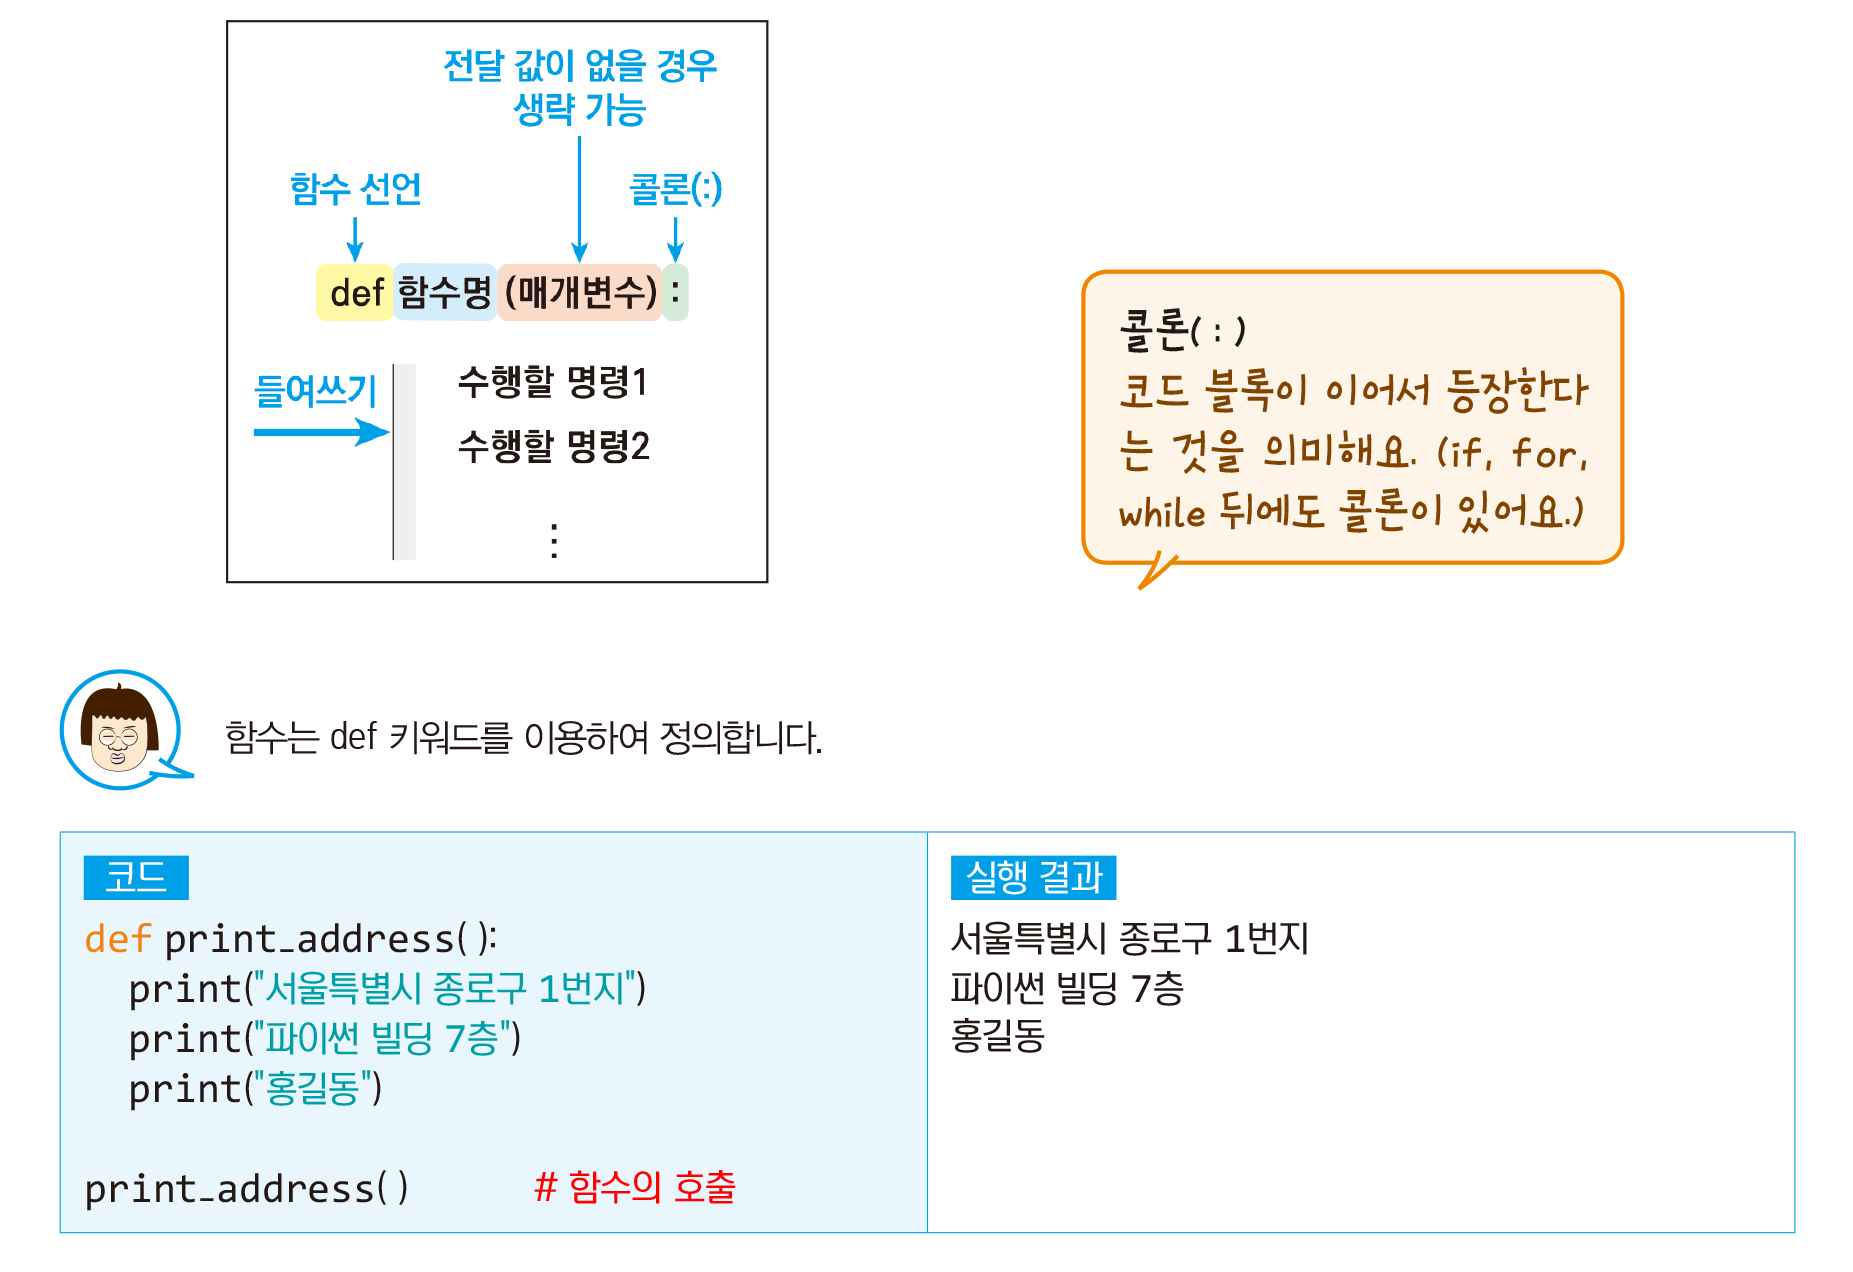 전달 값이 없을 경우
생략 가능
함수 선언
콜론(:)
def 함수명 (매개변수) :
들여쓰기
수행할 명령1
수행할 명령2
⋮
콜론( : )
코드 블록이 이어서 등장한다
는 것을 의미해요. (if, for,
while 뒤에도 콜론이 있어요.)
함수는 def 키워드를 이용하여 정의합니다.
코드
def print_address( ):
print("서울특별시 종로구 1번지")
print("파이썬 빌딩 7층")
print("홍길동")
print_address( ) # 함수의 호출
실행 결과
서울특별시 종로구 1번지
파이썬 빌딩 7층
홍길동